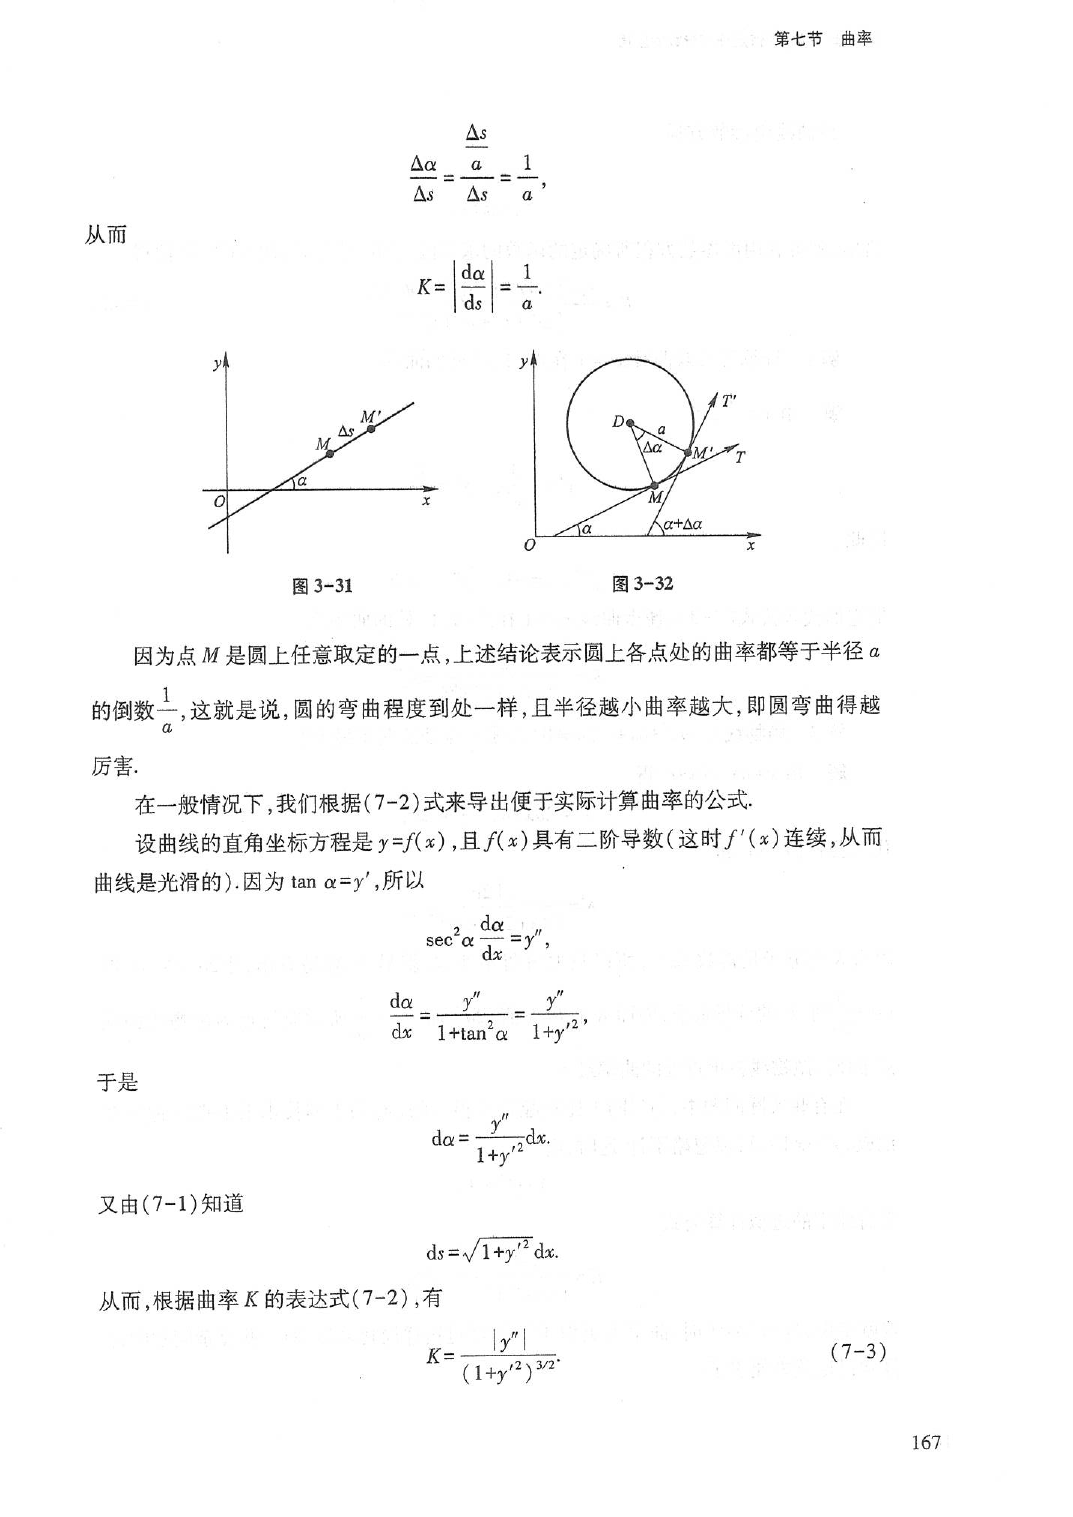 第七节 曲率
Δα/Δs = (Δs/a)/Δs = 1/a,
从而
K=|dα/ds|=1/a.
y
M'
Δs
M
α
O
x
y
T'
D
a
Δα
M'
T
M
α
α+Δα
O
x
图 3-31
图 3-32
因为点 M 是圆上任意取定的一点,上述结论表示圆上各点处的曲率都等于半径 a
的倒数 1/a,这就是说,圆的弯曲程度到处一样,且半径越小曲率越大,即圆弯曲得越
厉害.
在一般情况下,我们根据(7-2)式来导出便于实际计算曲率的公式.
设曲线的直角坐标方程是 y=f(x),且 f(x)具有二阶导数(这时 f'(x)连续,从而
曲线是光滑的).因为 tan α=y',所以
sec²α dα/dx = y'',
dα/dx = y''/(1+tan²α) = y''/(1+y'²),
于是
dα = y''/(1+y'²) dx.
又由(7-1)知道
ds=√(1+y'²) dx.
从而,根据曲率 K 的表达式(7-2),有
K=|y''|/(1+y'²)^(3/2). (7-3)
167